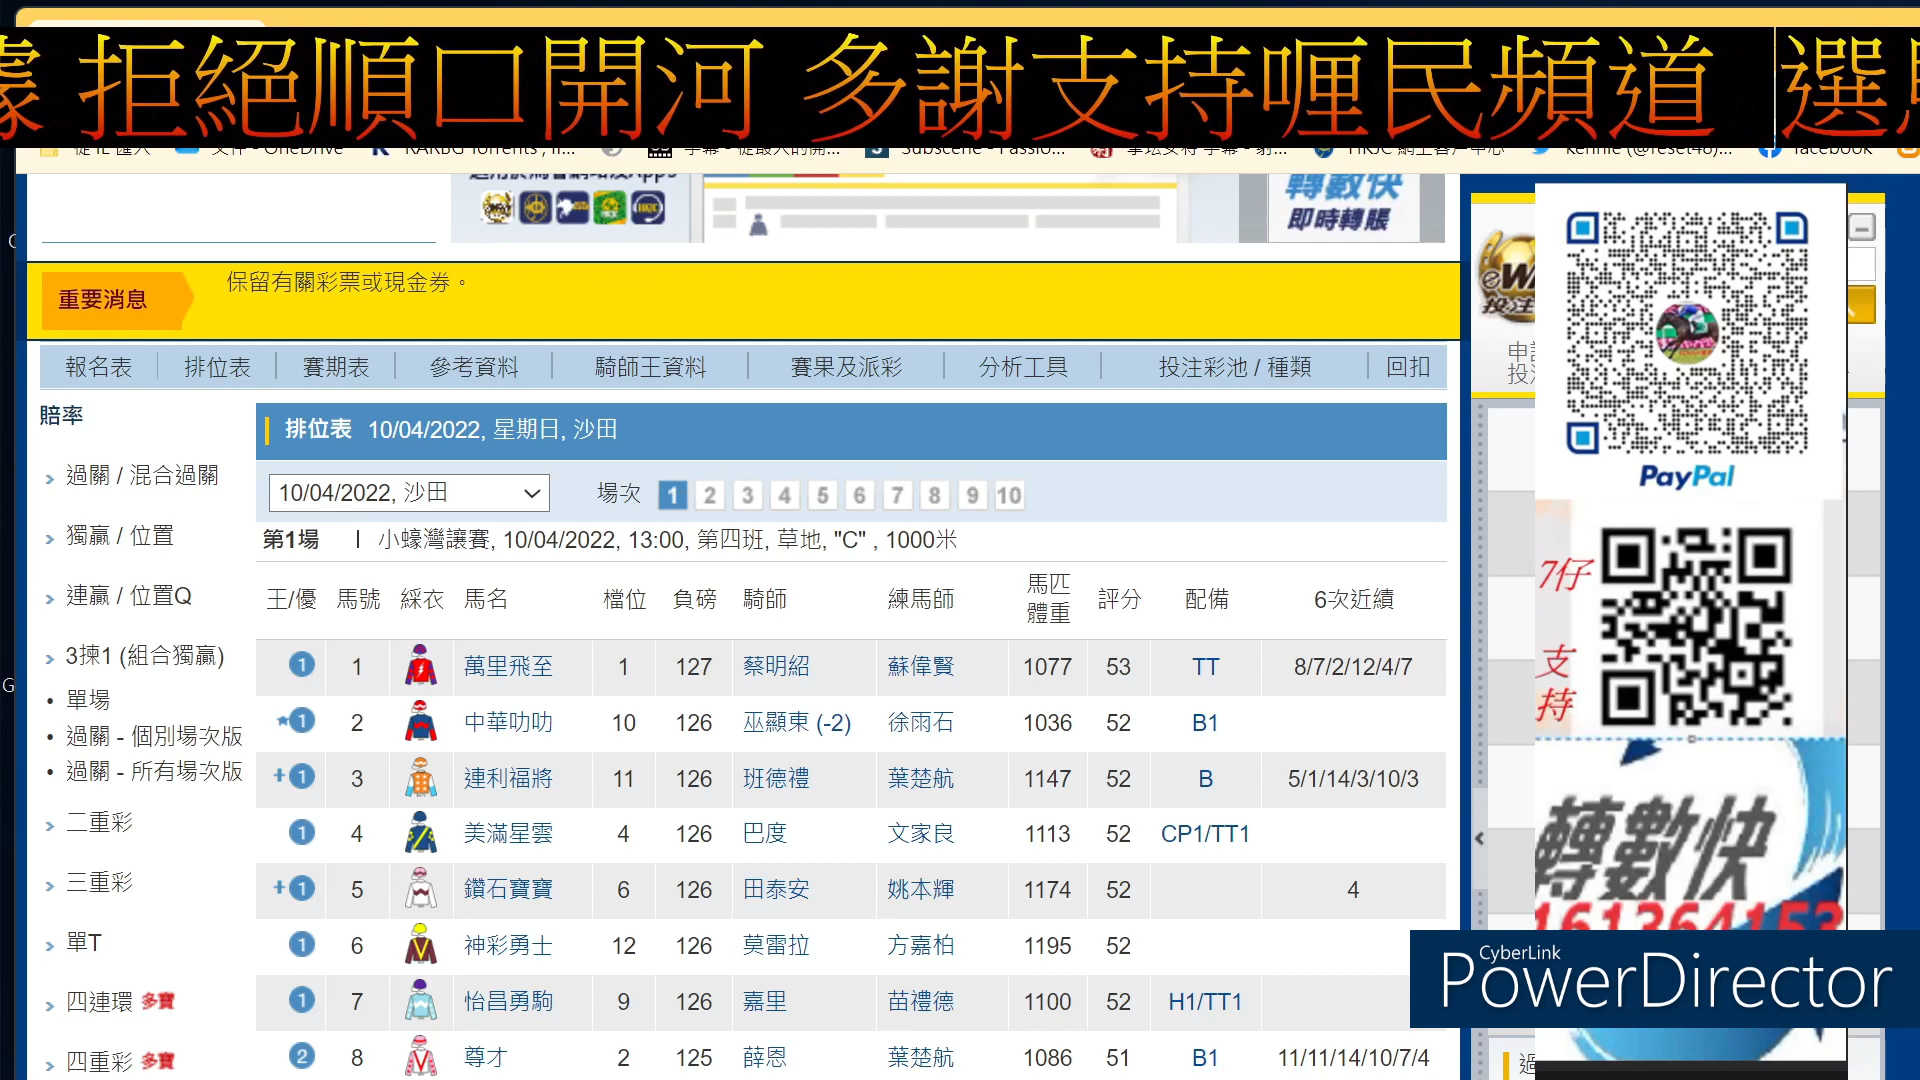 拒絕順口開河 多謝支持喱民頻道
文件 - OneDrive
RARBG Torrents , fi...
Subscene - Passio...
HKJC 網上客戶中心
kennie (@reset48)...
facebook
轉數快
即時轉賬
重要消息
保留有關彩票或現金券。
報名表 排位表 賽期表 參考資料 騎師王資料 賽果及派彩 分析工具 投注彩池 / 種類 回扣
賠率
過關 / 混合過關
獨贏 / 位置
連贏 / 位置Q
3揀1 (組合獨贏)
單場
過關 - 個別場次版
過關 - 所有場次版
二重彩
三重彩
單T
四連環 多寶
四重彩 多寶
排位表 10/04/2022, 星期日, 沙田
10/04/2022, 沙田 場次 1 2 3 4 5 6 7 8 9 10
第1場 | 小蠔灣讓賽, 10/04/2022, 13:00, 第四班, 草地, "C" , 1000米
王/優 馬號 綵衣 馬名 檔位 負磅 騎師 練馬師 馬匹體重 評分 配備 6次近績
1 1 萬里飛至 1 127 蔡明紹 蘇偉賢 1077 53 TT 8/7/2/12/4/7
★1 2 中華叻叻 10 126 巫顯東 (-2) 徐雨石 1036 52 B1
+1 3 連利福將 11 126 班德禮 葉楚航 1147 52 B 5/1/14/3/10/3
1 4 美滿星雲 4 126 巴度 文家良 1113 52 CP1/TT1
+1 5 鑽石寶寶 6 126 田泰安 姚本輝 1174 52 4
1 6 神彩勇士 12 126 莫雷拉 方嘉柏 1195 52
1 7 怡昌勇駒 9 126 嘉里 苗禮德 1100 52 H1/TT1
2 8 尊才 2 125 薛恩 葉楚航 1086 51 B1 11/11/14/10/7/4
PayPal
7仔
支
持
轉數快
161364153
CyberLink
PowerDirector